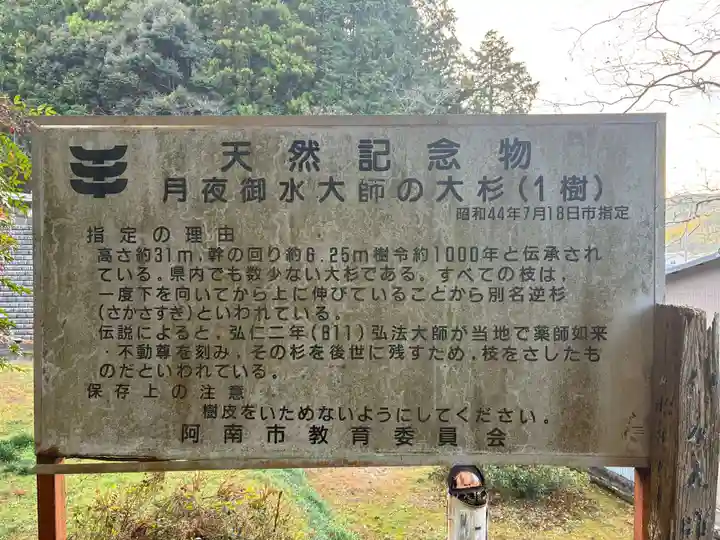 天然記念物
月夜御水大師の大杉(1樹)
昭和44年7月18日市指定
指定の理由
高さ約31m,幹の回り約6.25m樹令約1000年と伝承され
ている。県内でも数少ない大杉である。すべての枝は,
一度下を向いてから上に伸びていることから別名逆杉
(さかさすぎ)といわれている。
伝説によると,弘仁二年(811)弘法大師が当地で薬師如来
・不動尊を刻み,その杉を後世に残すため,枝をさしたも
のだといわれている。
保存上の注意
樹皮をいためないようにしてください。
阿南市教育委員会